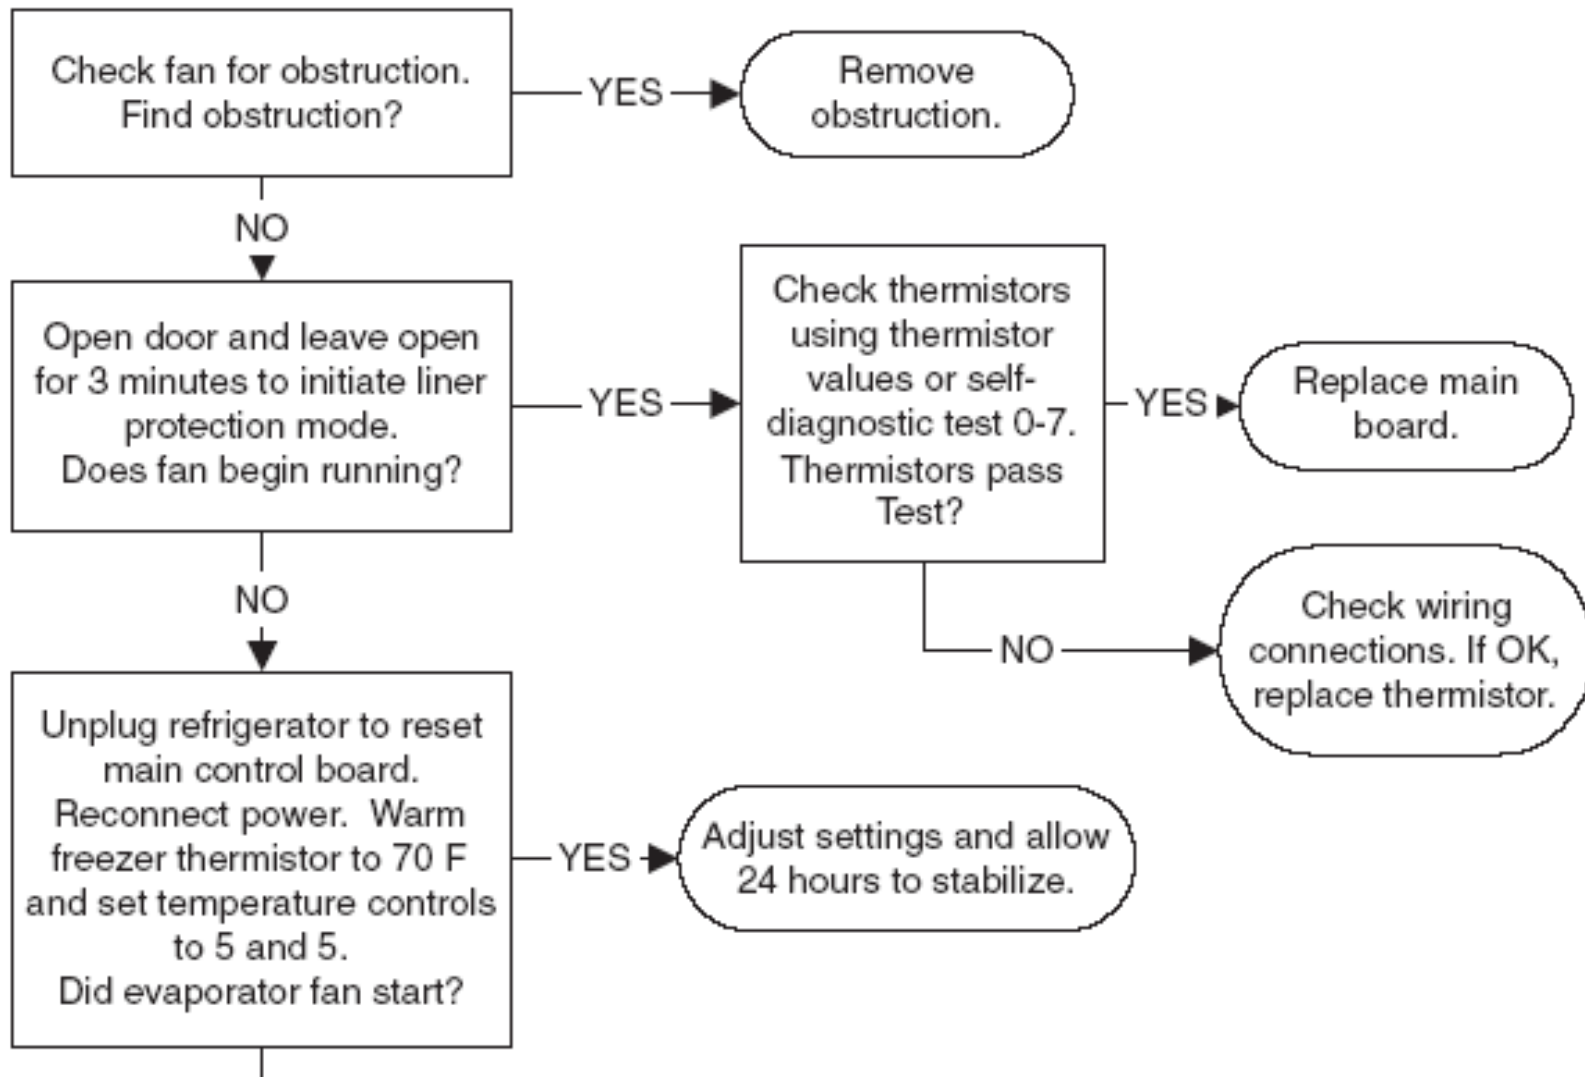 Check fan for obstruction.
Find obstruction?
YES
Remove
obstruction.
NO
Open door and leave open
for 3 minutes to initiate liner
protection mode.
Does fan begin running?
YES
Check thermistors
using thermistor
values or self-
diagnostic test 0-7.
Thermistors pass
Test?
YES
Replace main
board.
NO
Check wiring
connections. If OK,
replace thermistor.
NO
Unplug refrigerator to reset
main control board.
Reconnect power. Warm
freezer thermistor to 70 F
and set temperature controls
to 5 and 5.
Did evaporator fan start?
YES
Adjust settings and allow
24 hours to stabilize.